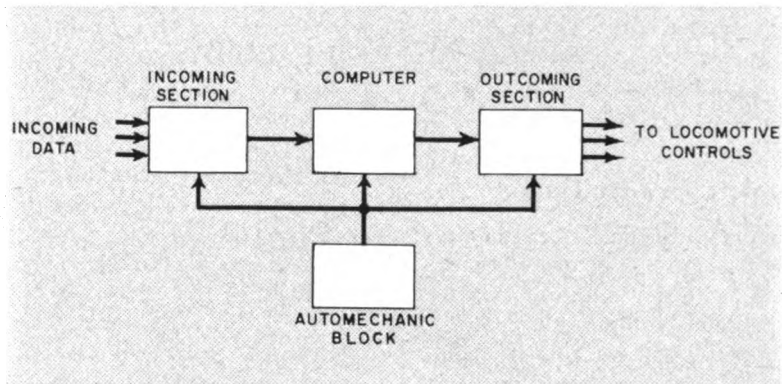 INCOMING
SECTION
COMPUTER
OUTCOMING
SECTION
INCOMING
DATA
TO LOCOMOTIVE
CONTROLS
AUTOMECHANIC
BLOCK